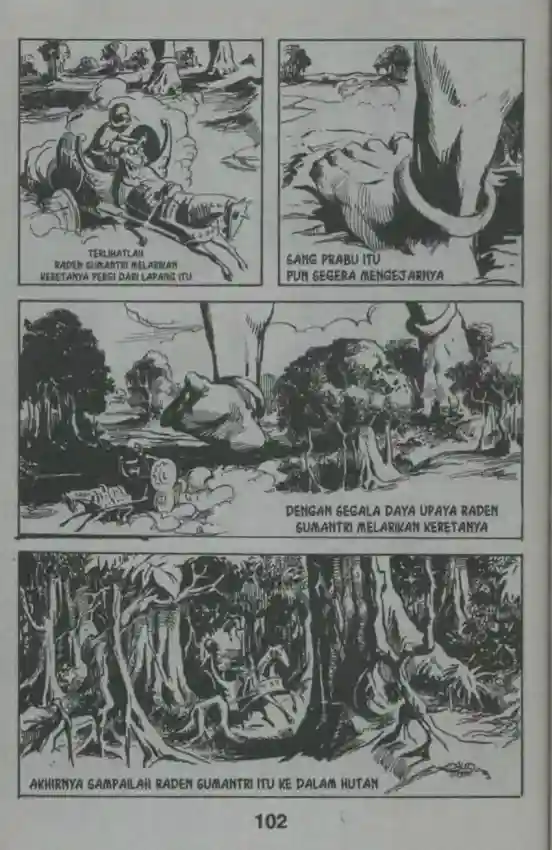 TERLIHATLAH
RADEN SUMANTRI MELARIKAN
KERETANYA PERGI DARI LAPANG ITU
SANG PRABU ITU
PUN SEGERA MENGEJARNYA
DENGAN SEGALA DAYA UPAYA RADEN
SUMANTRI MELARIKAN KERETANYA
AKHIRNYA SAMPAILAH RADEN SUMANTRI ITU KE DALAM HUTAN
102